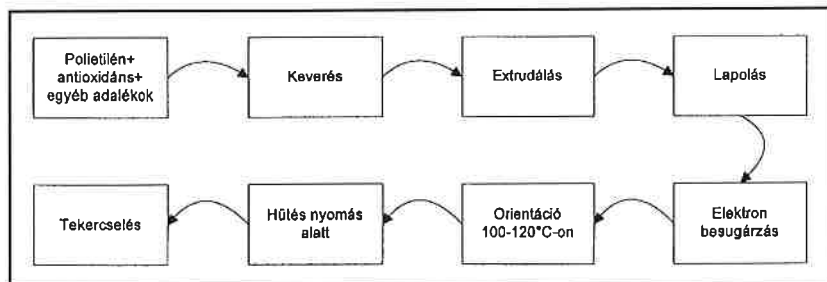 Polietilén+
antioxidáns+
egyéb adalékok
Keverés
Extrudálás
Lapolás
Elektron
besugárzás
Orientáció
100-120°C-on
Hűtés nyomás
alatt
Tekercselés